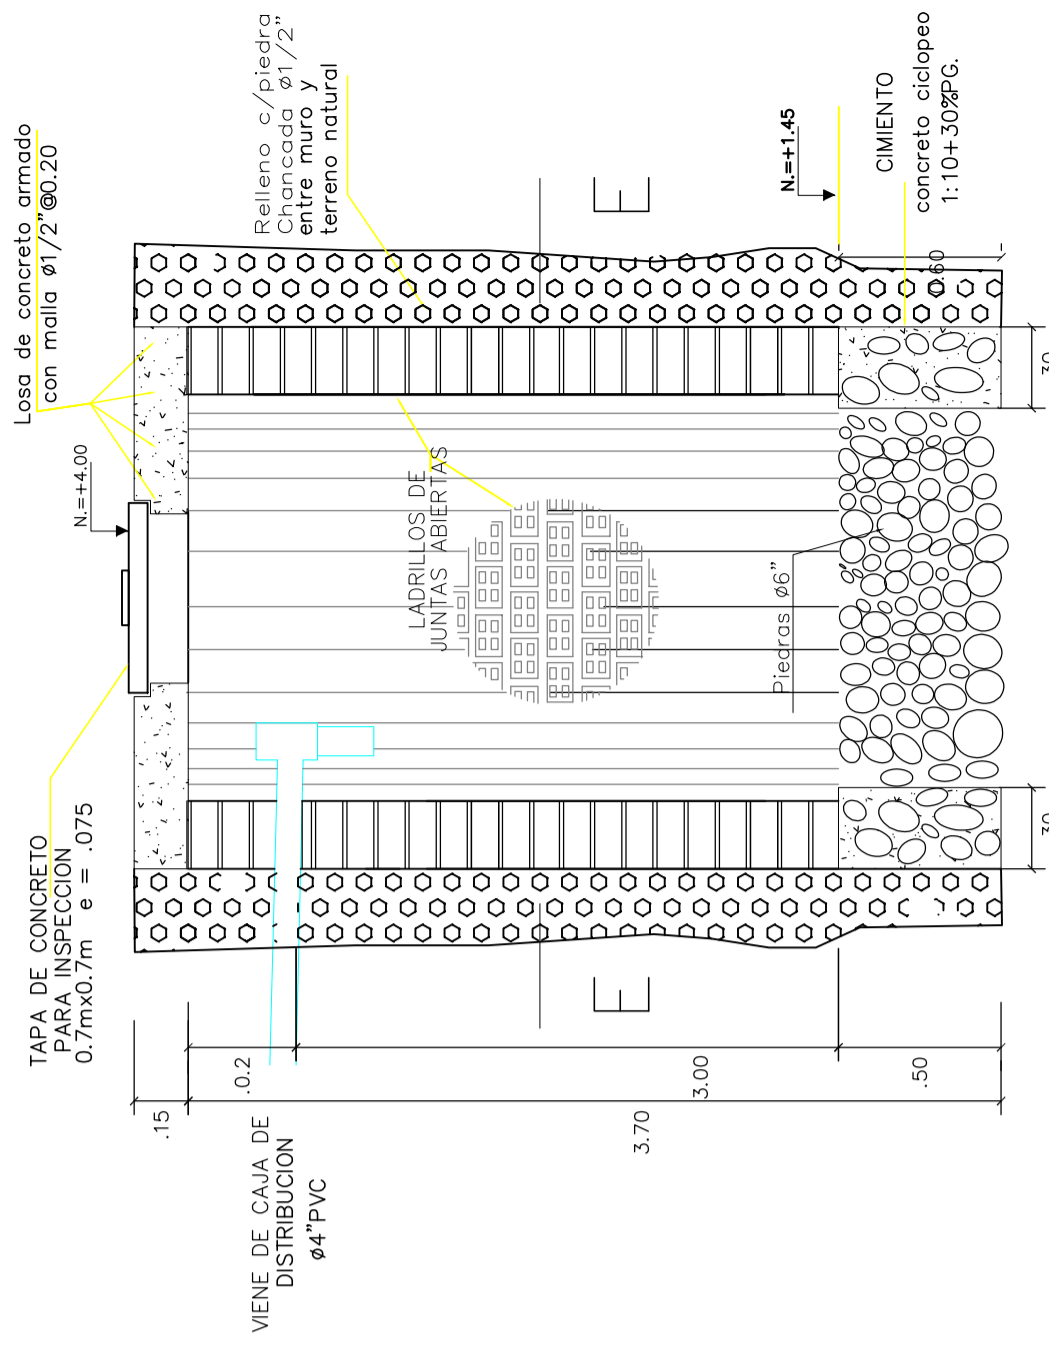 Losa de concreto armado
con malla ø1/2"@0.20
Relleno c/piedra
Chancada ø1/2"
entre muro y
terreno natural
N.=+4.00
TAPA DE CONCRETO
PARA INSPECCION
0.7mx0.7m e = .075
LADRILLOS DE
JUNTAS ABIERTAS
Piedras ø6"
E
E
N.=+1.45
CIMIENTO
concreto ciclopeo
1:10+30%PG.
0.60
30
30
.15
.0.2
3.00
3.70
.50
VIENE DE CAJA DE
DISTRIBUCION
ø4"PVC